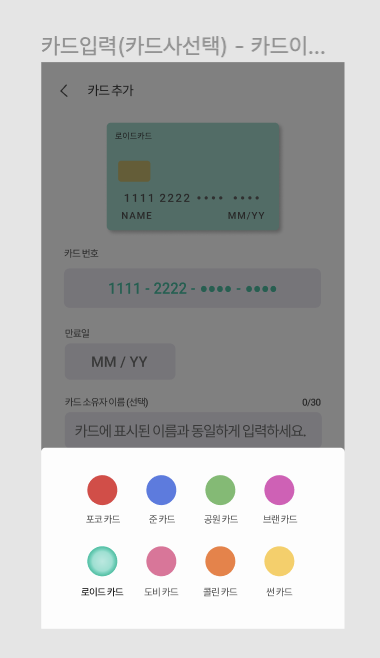 카드입력(카드사선택) - 카드이...
카드 추가
로이드카드
1111 2222 •••• ••••
NAME MM/YY
카드 번호
1111 - 2222 - •••• - ••••
만료일
MM / YY
카드 소유자 이름 (선택) 0/30
카드에 표시된 이름과 동일하게 입력하세요.
포코 카드 준 카드 공원 카드 브랜 카드
로이드 카드 도비 카드 콜린 카드 썬 카드